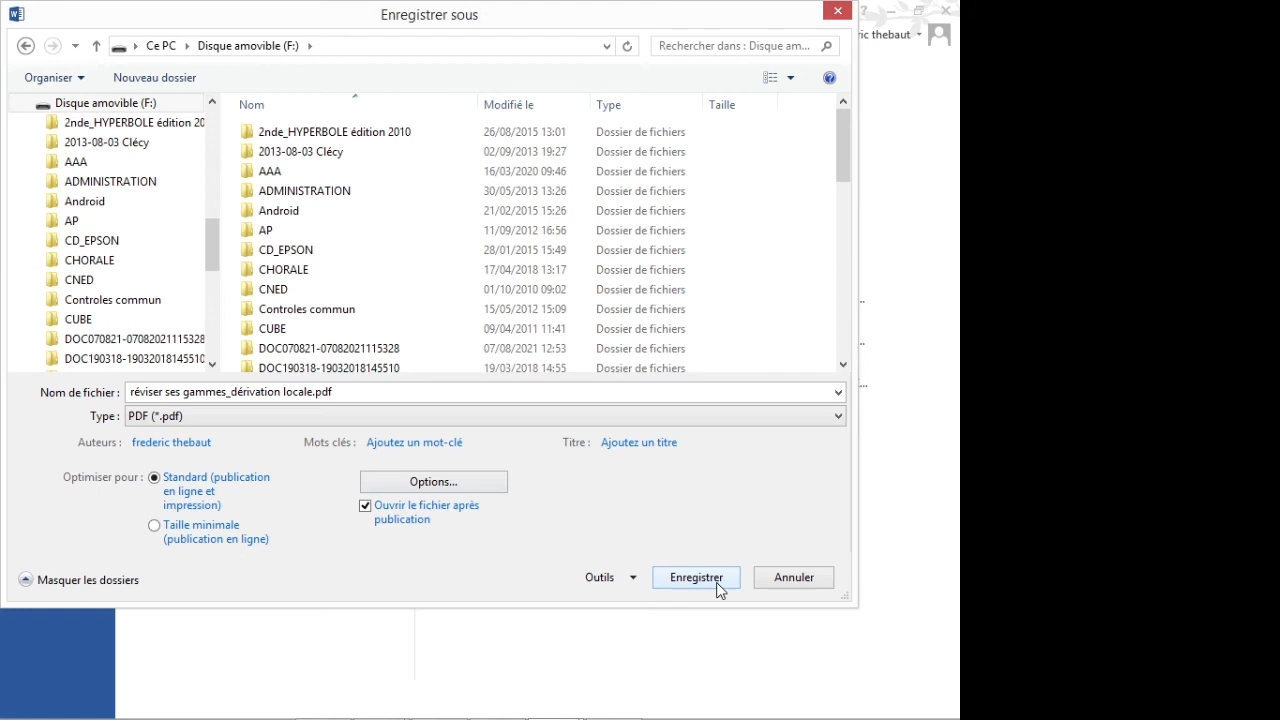 Enregistrer sous
ric thebaut
Ce PC
Disque amovible (F:)
Rechercher dans : Disque am...
Organiser
Nouveau dossier
Disque amovible (F:)
2nde_HYPERBOLE édition 20
2013-08-03 Clécy
AAA
ADMINISTRATION
Android
AP
CD_EPSON
CHORALE
CNED
Controles commun
CUBE
DOC070821-07082021115328
DOC190318-19032018145510
Nom Modifié le Type Taille
2nde_HYPERBOLE édition 2010 26/08/2015 13:01 Dossier de fichiers
2013-08-03 Clécy 02/09/2013 19:27 Dossier de fichiers
AAA 16/03/2020 09:46 Dossier de fichiers
ADMINISTRATION 30/05/2013 13:26 Dossier de fichiers
Android 21/02/2015 15:26 Dossier de fichiers
AP 11/09/2012 16:56 Dossier de fichiers
CD_EPSON 28/01/2015 15:49 Dossier de fichiers
CHORALE 17/04/2018 13:17 Dossier de fichiers
CNED 01/10/2010 09:02 Dossier de fichiers
Controles commun 15/05/2012 15:09 Dossier de fichiers
CUBE 09/04/2011 11:41 Dossier de fichiers
DOC070821-07082021115328 07/08/2021 12:53 Dossier de fichiers
DOC190318-19032018145510 19/03/2018 14:55 Dossier de fichiers
Nom de fichier : réviser ses gammes_dérivation locale.pdf
Type : PDF (*.pdf)
Auteurs : frederic thebaut
Mots clés : Ajoutez un mot-clé
Titre : Ajoutez un titre
Optimiser pour : Standard (publication
en ligne et
impression)
Taille minimale
(publication en ligne)
Options...
Ouvrir le fichier après
publication
Masquer les dossiers
Outils
Enregistrer
Annuler